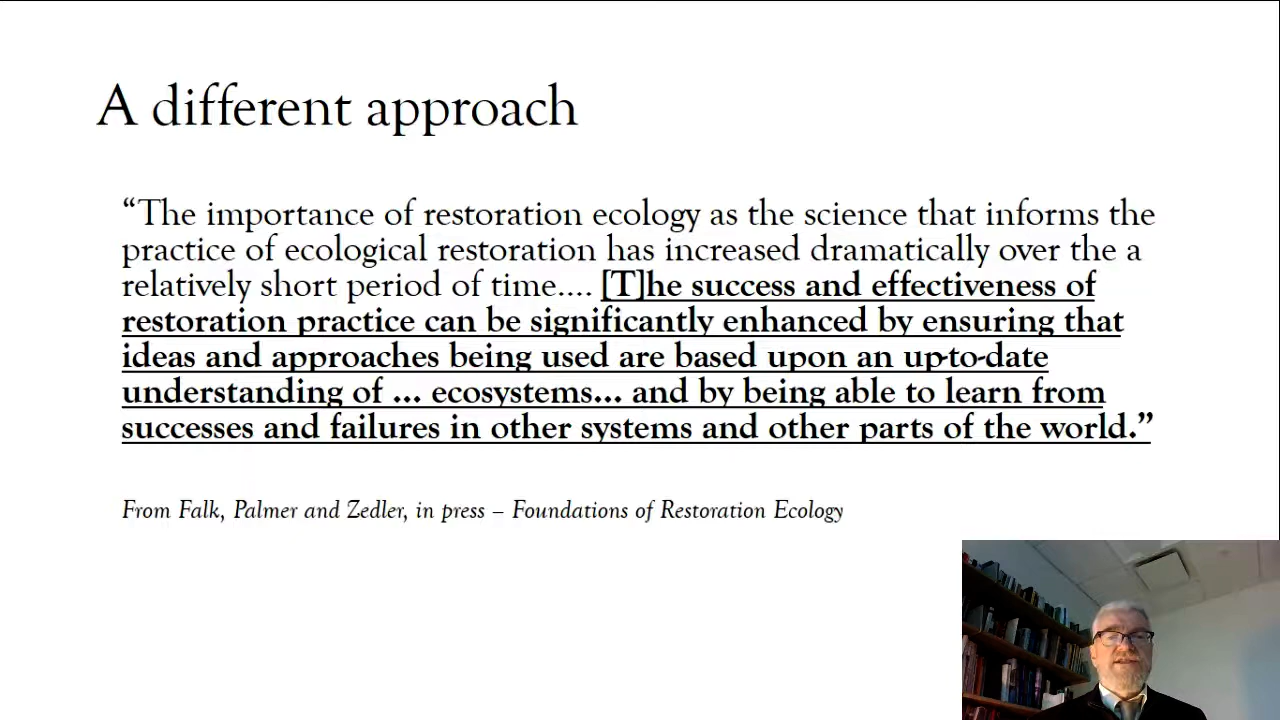 A different approach
“The importance of restoration ecology as the science that informs the
practice of ecological restoration has increased dramatically over the a
relatively short period of time.... [T]he success and effectiveness of
restoration practice can be significantly enhanced by ensuring that
ideas and approaches being used are based upon an up-to-date
understanding of ... ecosystems... and by being able to learn from
successes and failures in other systems and other parts of the world.”
From Falk, Palmer and Zedler, in press – Foundations of Restoration Ecology